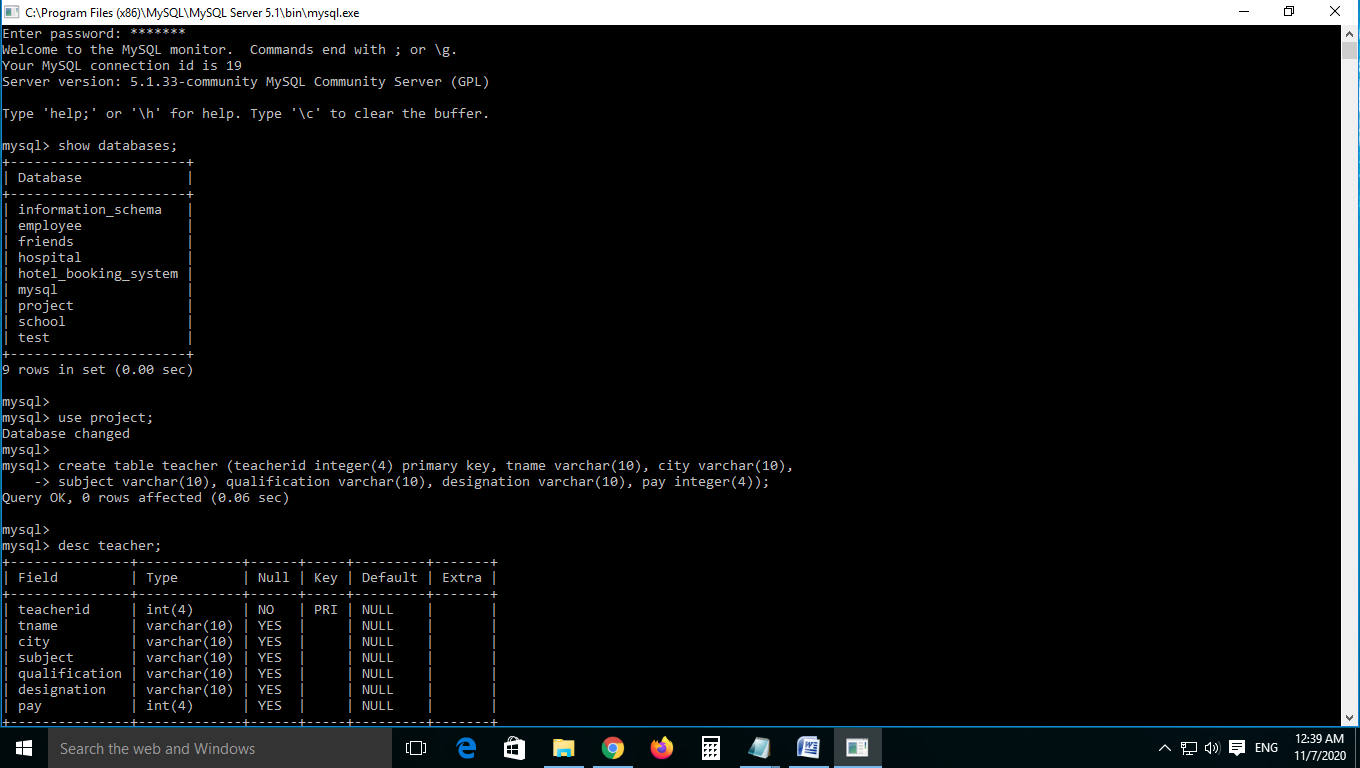 C:\Program Files (x86)\MySQL\MySQL Server 5.1\bin\mysql.exe
Enter password: *******
Welcome to the MySQL monitor.  Commands end with ; or \g.
Your MySQL connection id is 19
Server version: 5.1.33-community MySQL Community Server (GPL)

Type 'help;' or '\h' for help. Type '\c' to clear the buffer.

mysql> show databases;
+----------------------+
| Database             |
+----------------------+
| information_schema   |
| employee             |
| friends              |
| hospital             |
| hotel_booking_system |
| mysql                |
| project              |
| school               |
| test                 |
+----------------------+
9 rows in set (0.00 sec)

mysql>
mysql> use project;
Database changed
mysql>
mysql> create table teacher (teacherid integer(4) primary key, tname varchar(10), city varchar(10),
    -> subject varchar(10), qualification varchar(10), designation varchar(10), pay integer(4));
Query OK, 0 rows affected (0.06 sec)

mysql>
mysql> desc teacher;
+---------------+-------------+------+-----+---------+-------+
| Field         | Type        | Null | Key | Default | Extra |
+---------------+-------------+------+-----+---------+-------+
| teacherid     | int(4)      | NO   | PRI | NULL    |       |
| tname         | varchar(10) | YES  |     | NULL    |       |
| city          | varchar(10) | YES  |     | NULL    |       |
| subject       | varchar(10) | YES  |     | NULL    |       |
| qualification | varchar(10) | YES  |     | NULL    |       |
| designation   | varchar(10) | YES  |     | NULL    |       |
| pay           | int(4)      | YES  |     | NULL    |       |
+---------------+-------------+------+-----+---------+-------+
Search the web and Windows
ENG
12:39 AM
11/7/2020